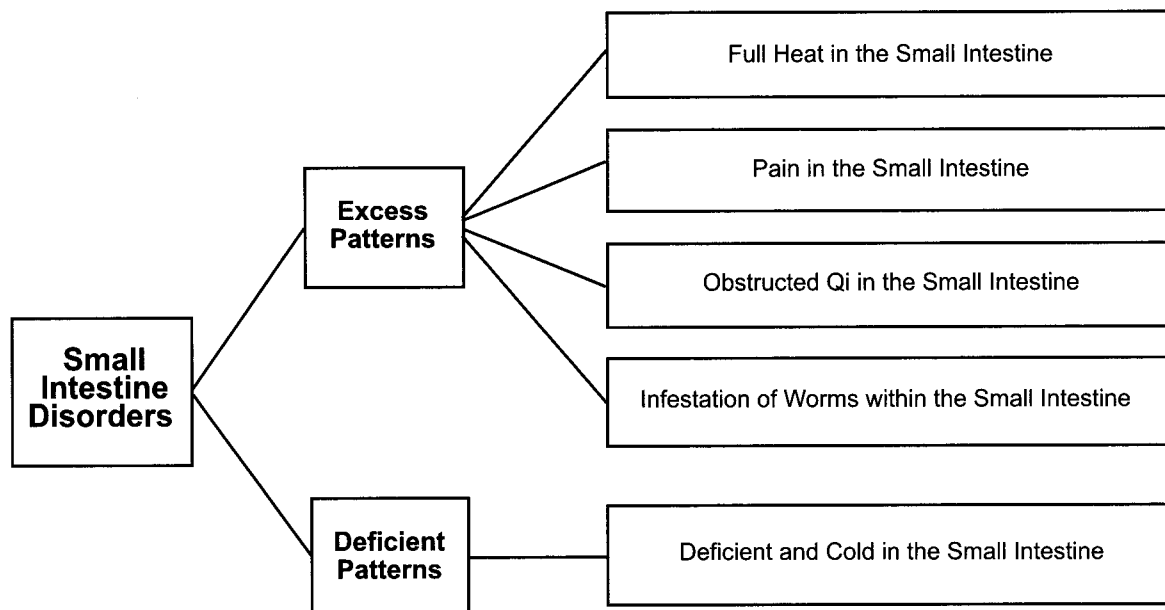 Full Heat in the Small Intestine
Pain in the Small Intestine
Excess
Patterns
Obstructed Qi in the Small Intestine
Small
Intestine
Disorders
Infestation of Worms within the Small Intestine
Deficient
Patterns
Deficient and Cold in the Small Intestine